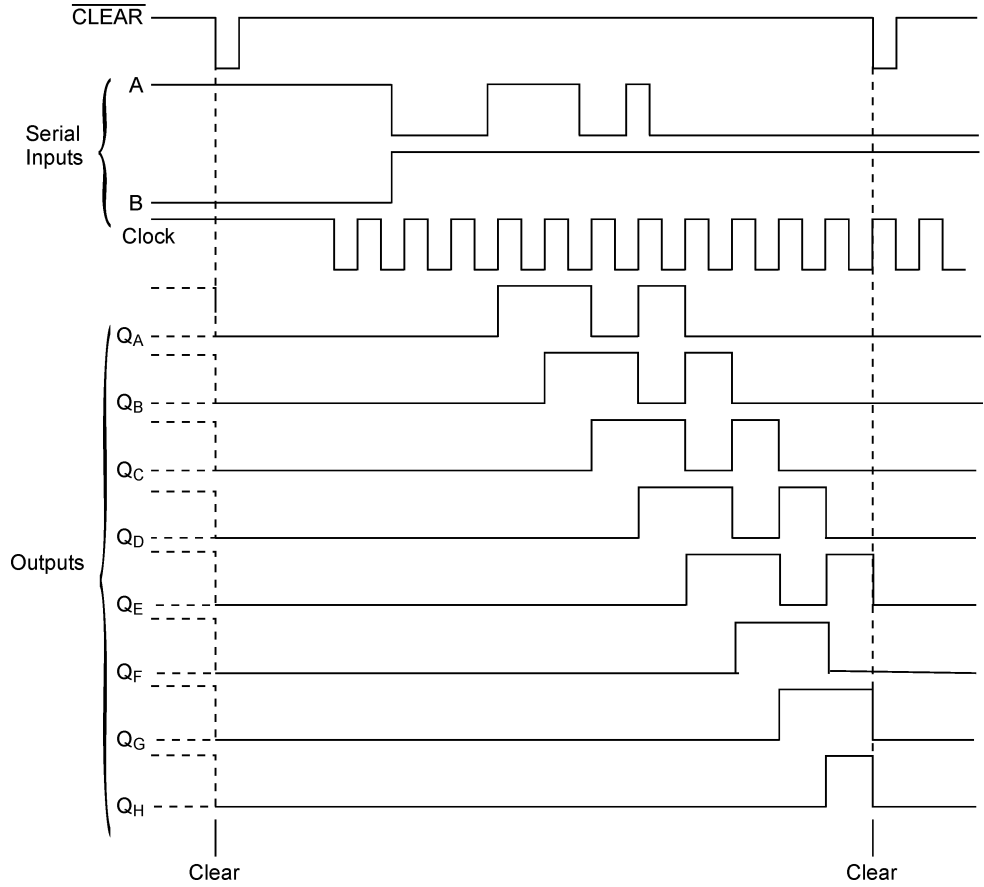 CLEAR
A
Serial
Inputs
B
Clock
QA
QB
QC
QD
Outputs
QE
QF
QG
QH
Clear Clear